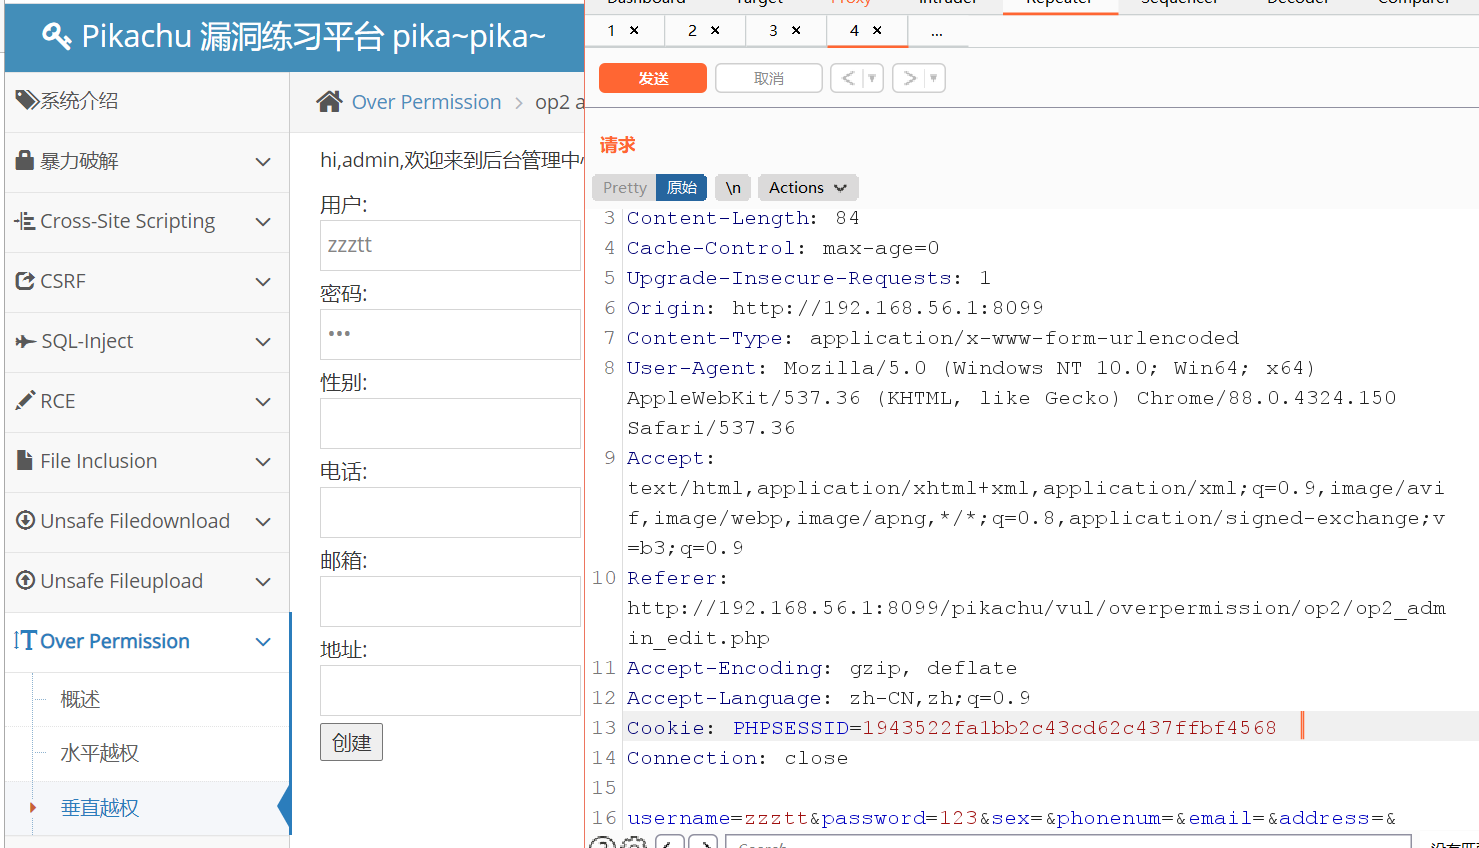 Pikachu 漏洞练习平台 pika~pika~
系统介绍
暴力破解
Cross-Site Scripting
CSRF
SQL-Inject
RCE
File Inclusion
Unsafe Filedownload
Unsafe Fileupload
Over Permission
概述
水平越权
垂直越权
Over Permission > op2 a
hi,admin,欢迎来到后台管理中
用户:
zzztt
密码:
•••
性别:
电话:
邮箱:
地址:
创建
Dashboard Target Proxy Intruder Repeater Sequencer Decoder Comparer
1 × 2 × 3 × 4 × ...
发送 取消 < >
请求
Pretty 原始 \n Actions
3 Content-Length: 84
4 Cache-Control: max-age=0
5 Upgrade-Insecure-Requests: 1
6 Origin: http://192.168.56.1:8099
7 Content-Type: application/x-www-form-urlencoded
8 User-Agent: Mozilla/5.0 (Windows NT 10.0; Win64; x64)
AppleWebKit/537.36 (KHTML, like Gecko) Chrome/88.0.4324.150
Safari/537.36
9 Accept:
text/html,application/xhtml+xml,application/xml;q=0.9,image/avi
f,image/webp,image/apng,*/*;q=0.8,application/signed-exchange;v
=b3;q=0.9
10 Referer:
http://192.168.56.1:8099/pikachu/vul/overpermission/op2/op2_adm
in_edit.php
11 Accept-Encoding: gzip, deflate
12 Accept-Language: zh-CN,zh;q=0.9
13 Cookie: PHPSESSID=1943522fa1bb2c43cd62c437ffbf4568
14 Connection: close
15
16 username=zzztt&password=123&sex=&phonenum=&email=&address=&
Search...